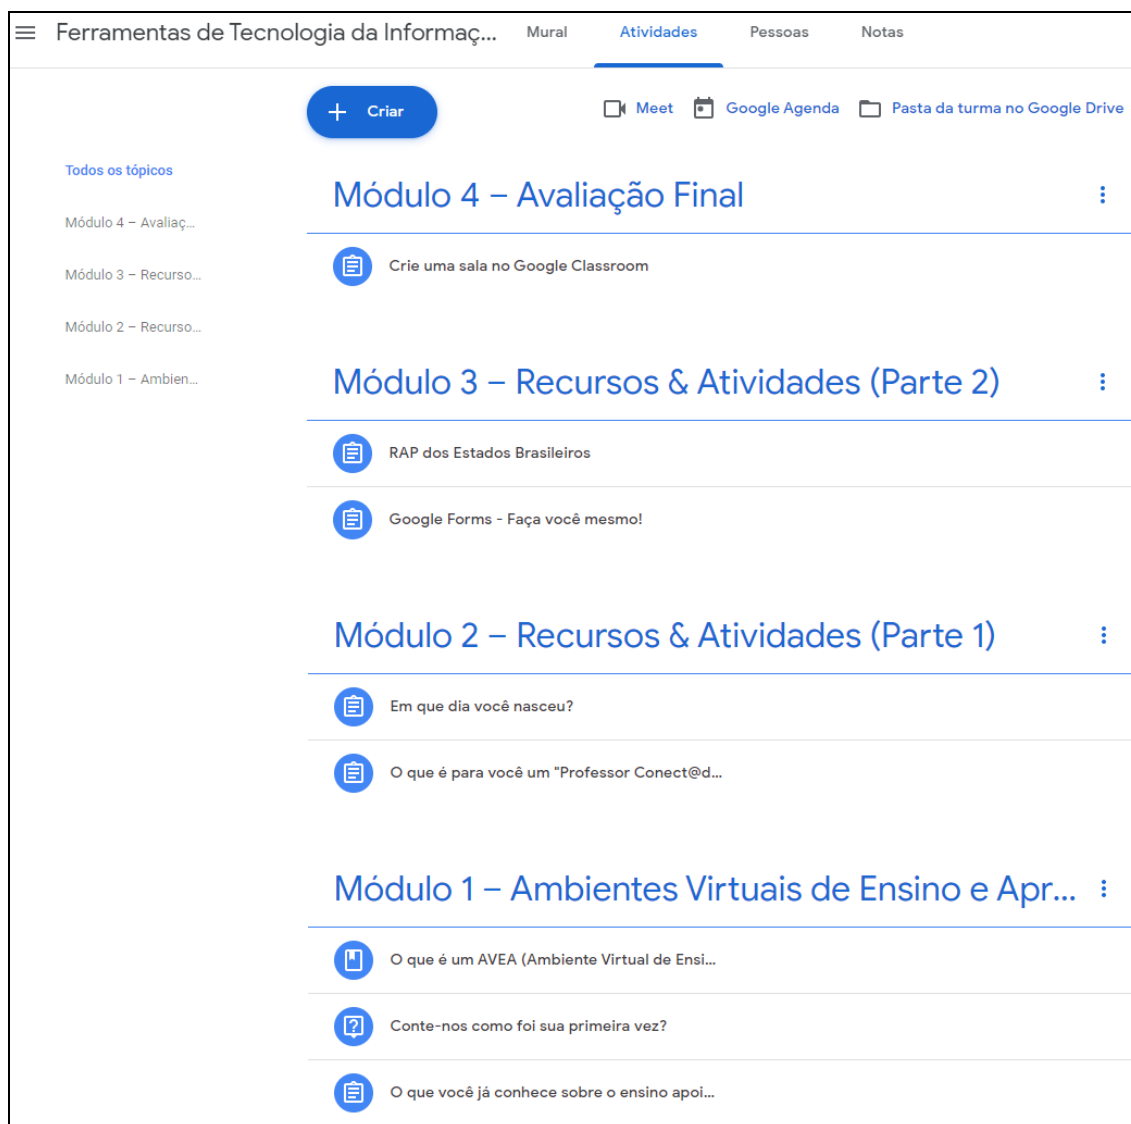 Ferramentas de Tecnologia da Informaç...
Mural
Atividades
Pessoas
Notas
Criar
Meet
Google Agenda
Pasta da turma no Google Drive
Todos os tópicos
Módulo 4 – Avaliaç...
Módulo 3 – Recurso...
Módulo 2 – Recurso...
Módulo 1 – Ambien...
Módulo 4 – Avaliação Final
Crie uma sala no Google Classroom
Módulo 3 – Recursos & Atividades (Parte 2)
RAP dos Estados Brasileiros
Google Forms - Faça você mesmo!
Módulo 2 – Recursos & Atividades (Parte 1)
Em que dia você nasceu?
O que é para você um "Professor Conect@d...
Módulo 1 – Ambientes Virtuais de Ensino e Apr...
O que é um AVEA (Ambiente Virtual de Ensi...
Conte-nos como foi sua primeira vez?
O que você já conhece sobre o ensino apoi...